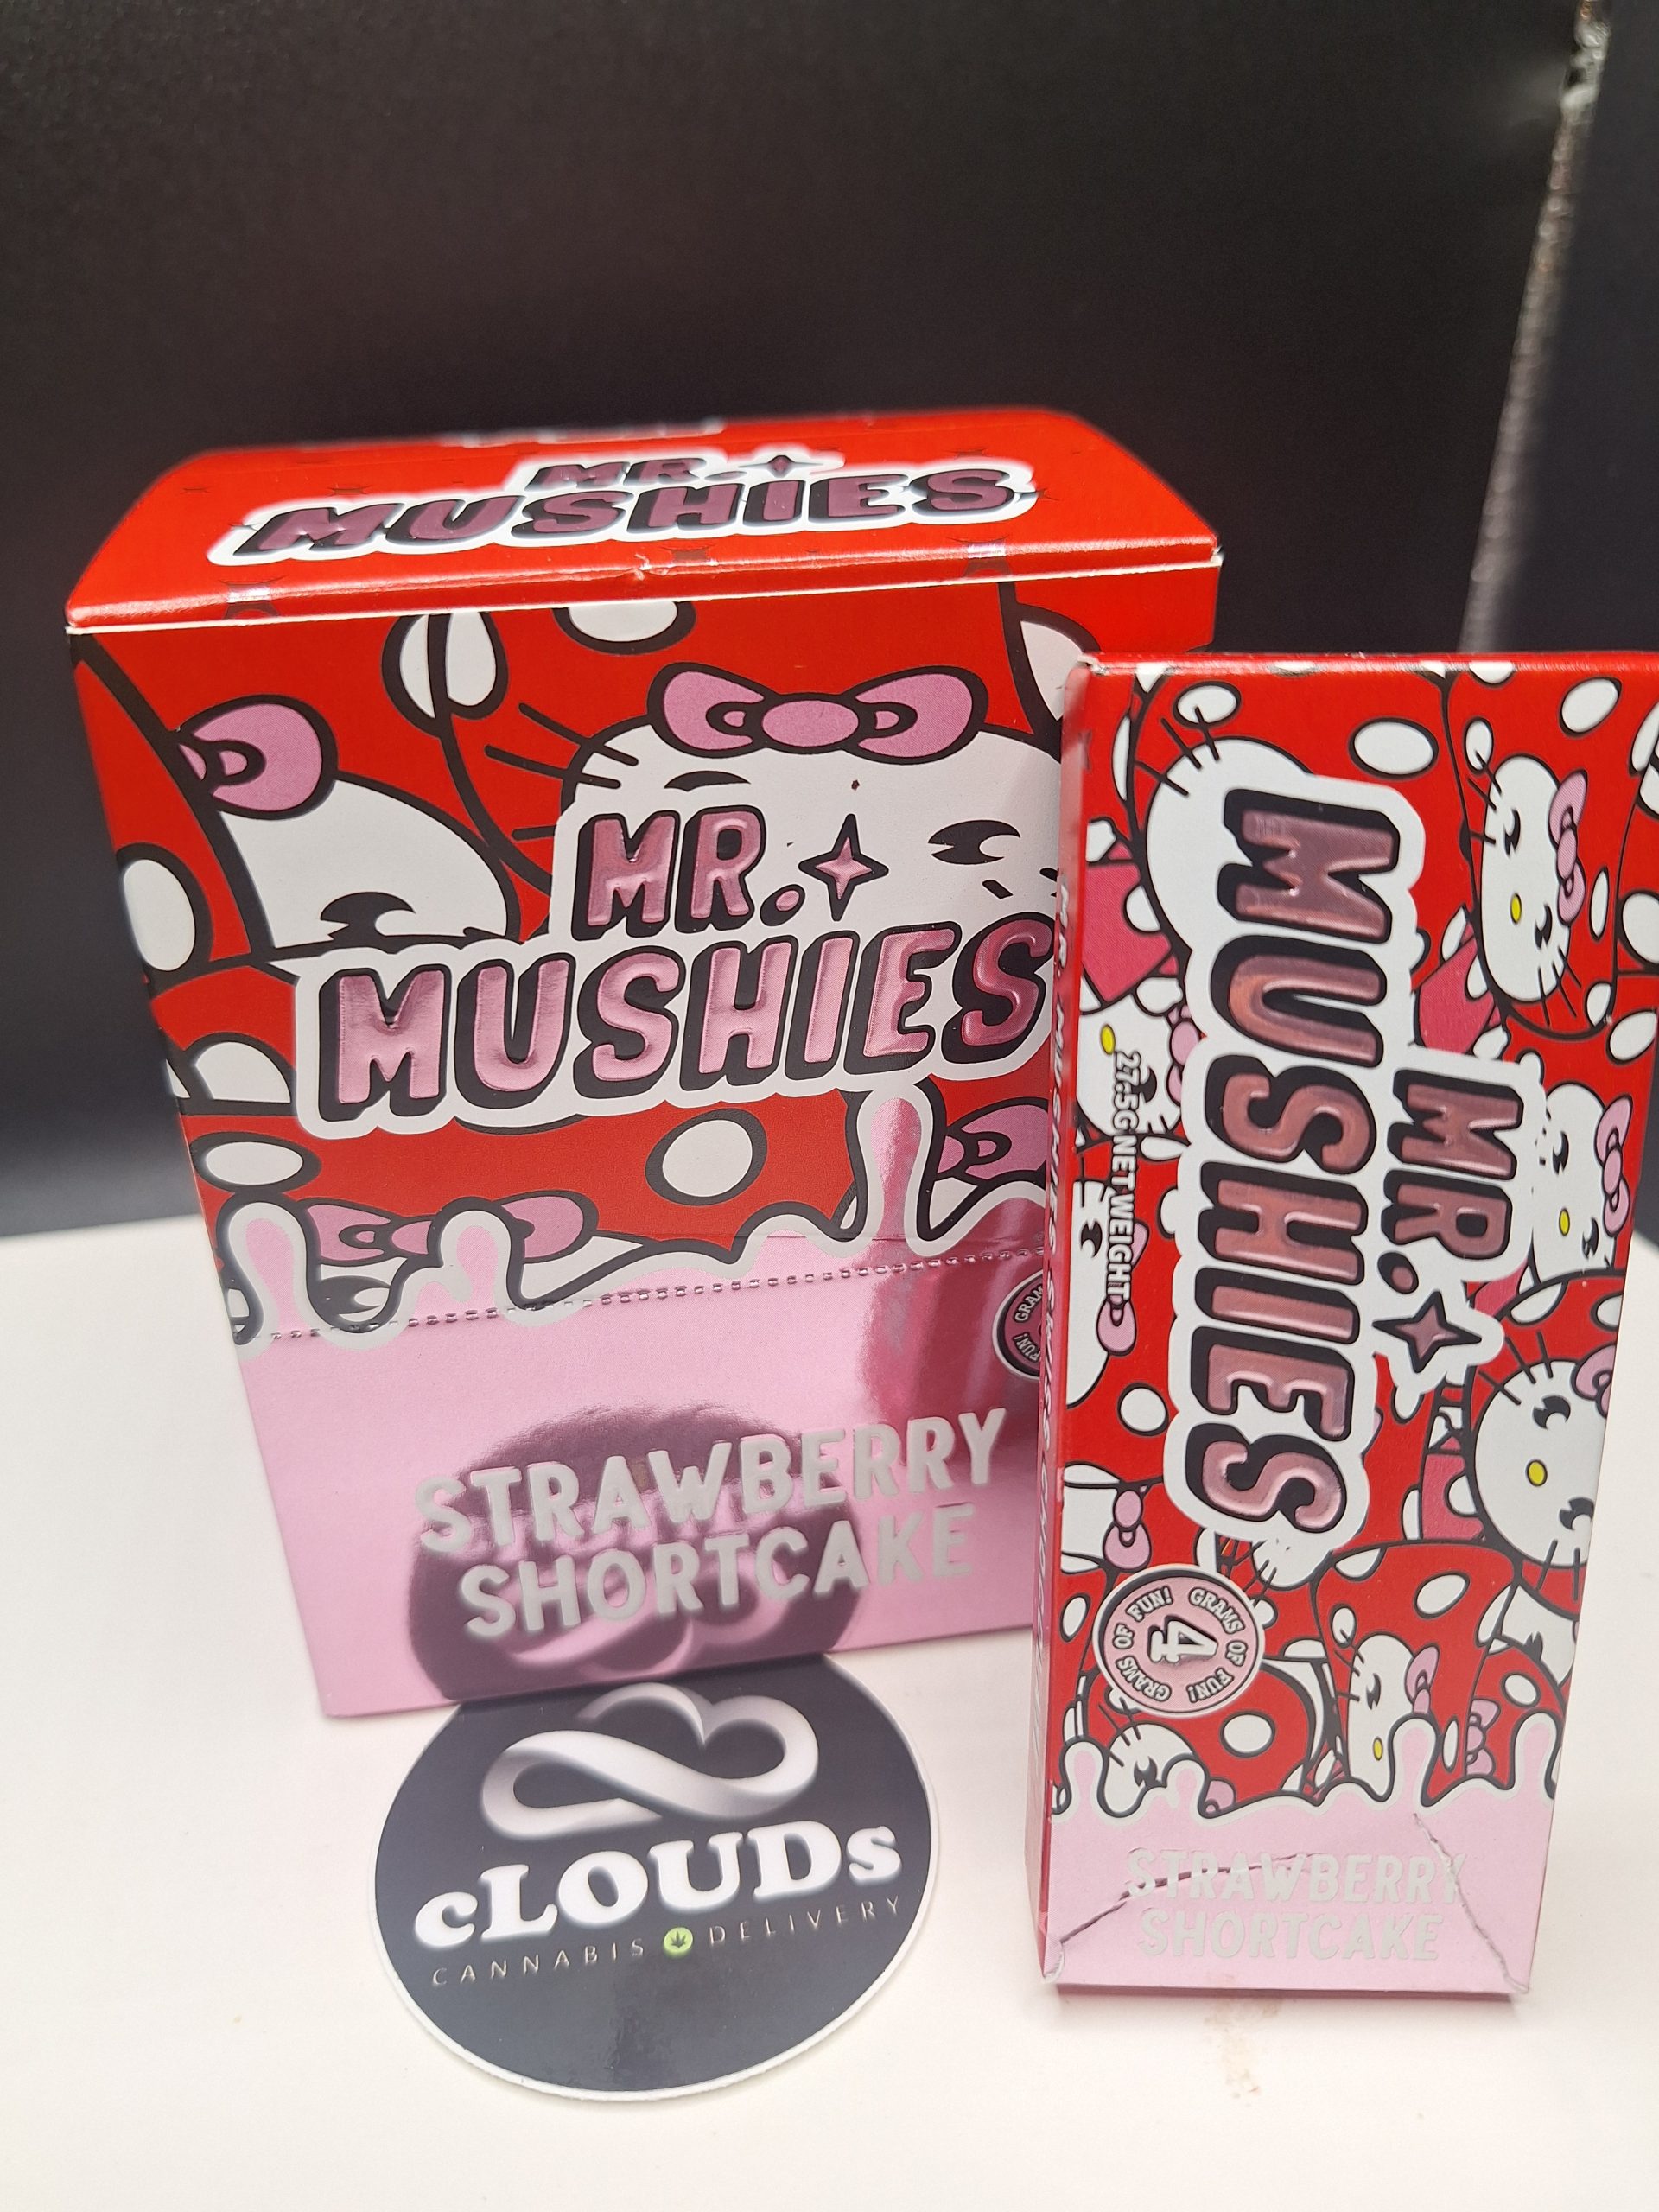 MR.
MUSHIES
MR.
MUSHIES
STRAWBERRY
SHORTCAKE
MR.
MUSHIES
27.5G NET WEIGHT
4
GRAMS OF FUN! GRAMS OF FUN!
STRAWBERRY
SHORTCAKE
cLOUDs
CANNABIS DELIVERY